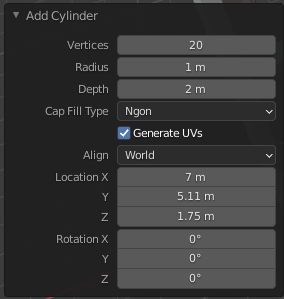 Add Cylinder
Vertices 20
Radius 1 m
Depth 2 m
Cap Fill Type Ngon
Generate UVs
Align World
Location X 7 m
Y 5.11 m
Z 1.75 m
Rotation X 0°
Y 0°
Z 0°